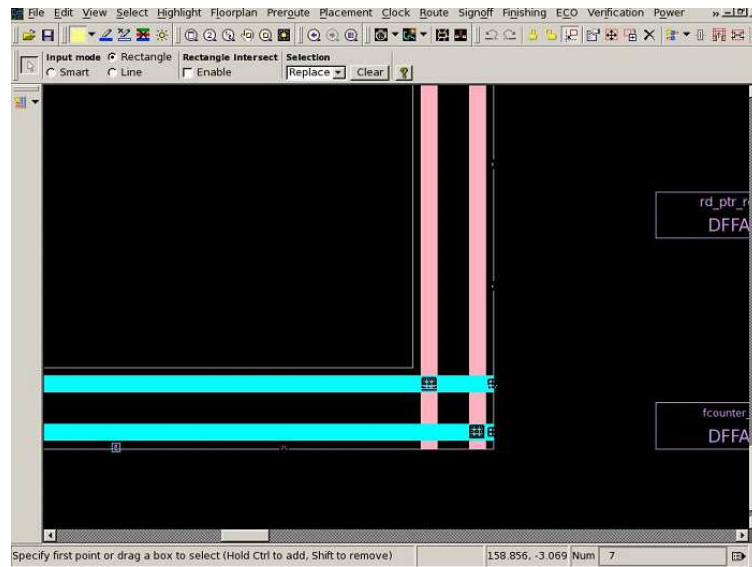 File Edit View Select Highlight Floorplan Preroute Placement Clock Route Signoff Finishing ECO Verification Power »
Input mode Rectangle Rectangle Intersect Selection
Smart Line Enable Replace Clear
rd_ptr_r
DFFA
fcounter_
DFFA
Specify first point or drag a box to select (Hold Ctrl to add, Shift to remove) 158.856, -3.069 Num 7